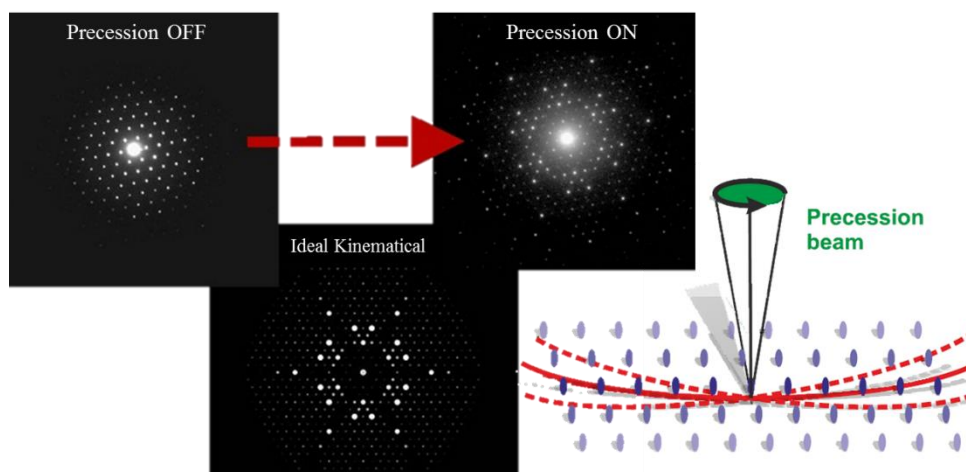 Precession OFF
Precession ON
Ideal Kinematical
Precession
beam